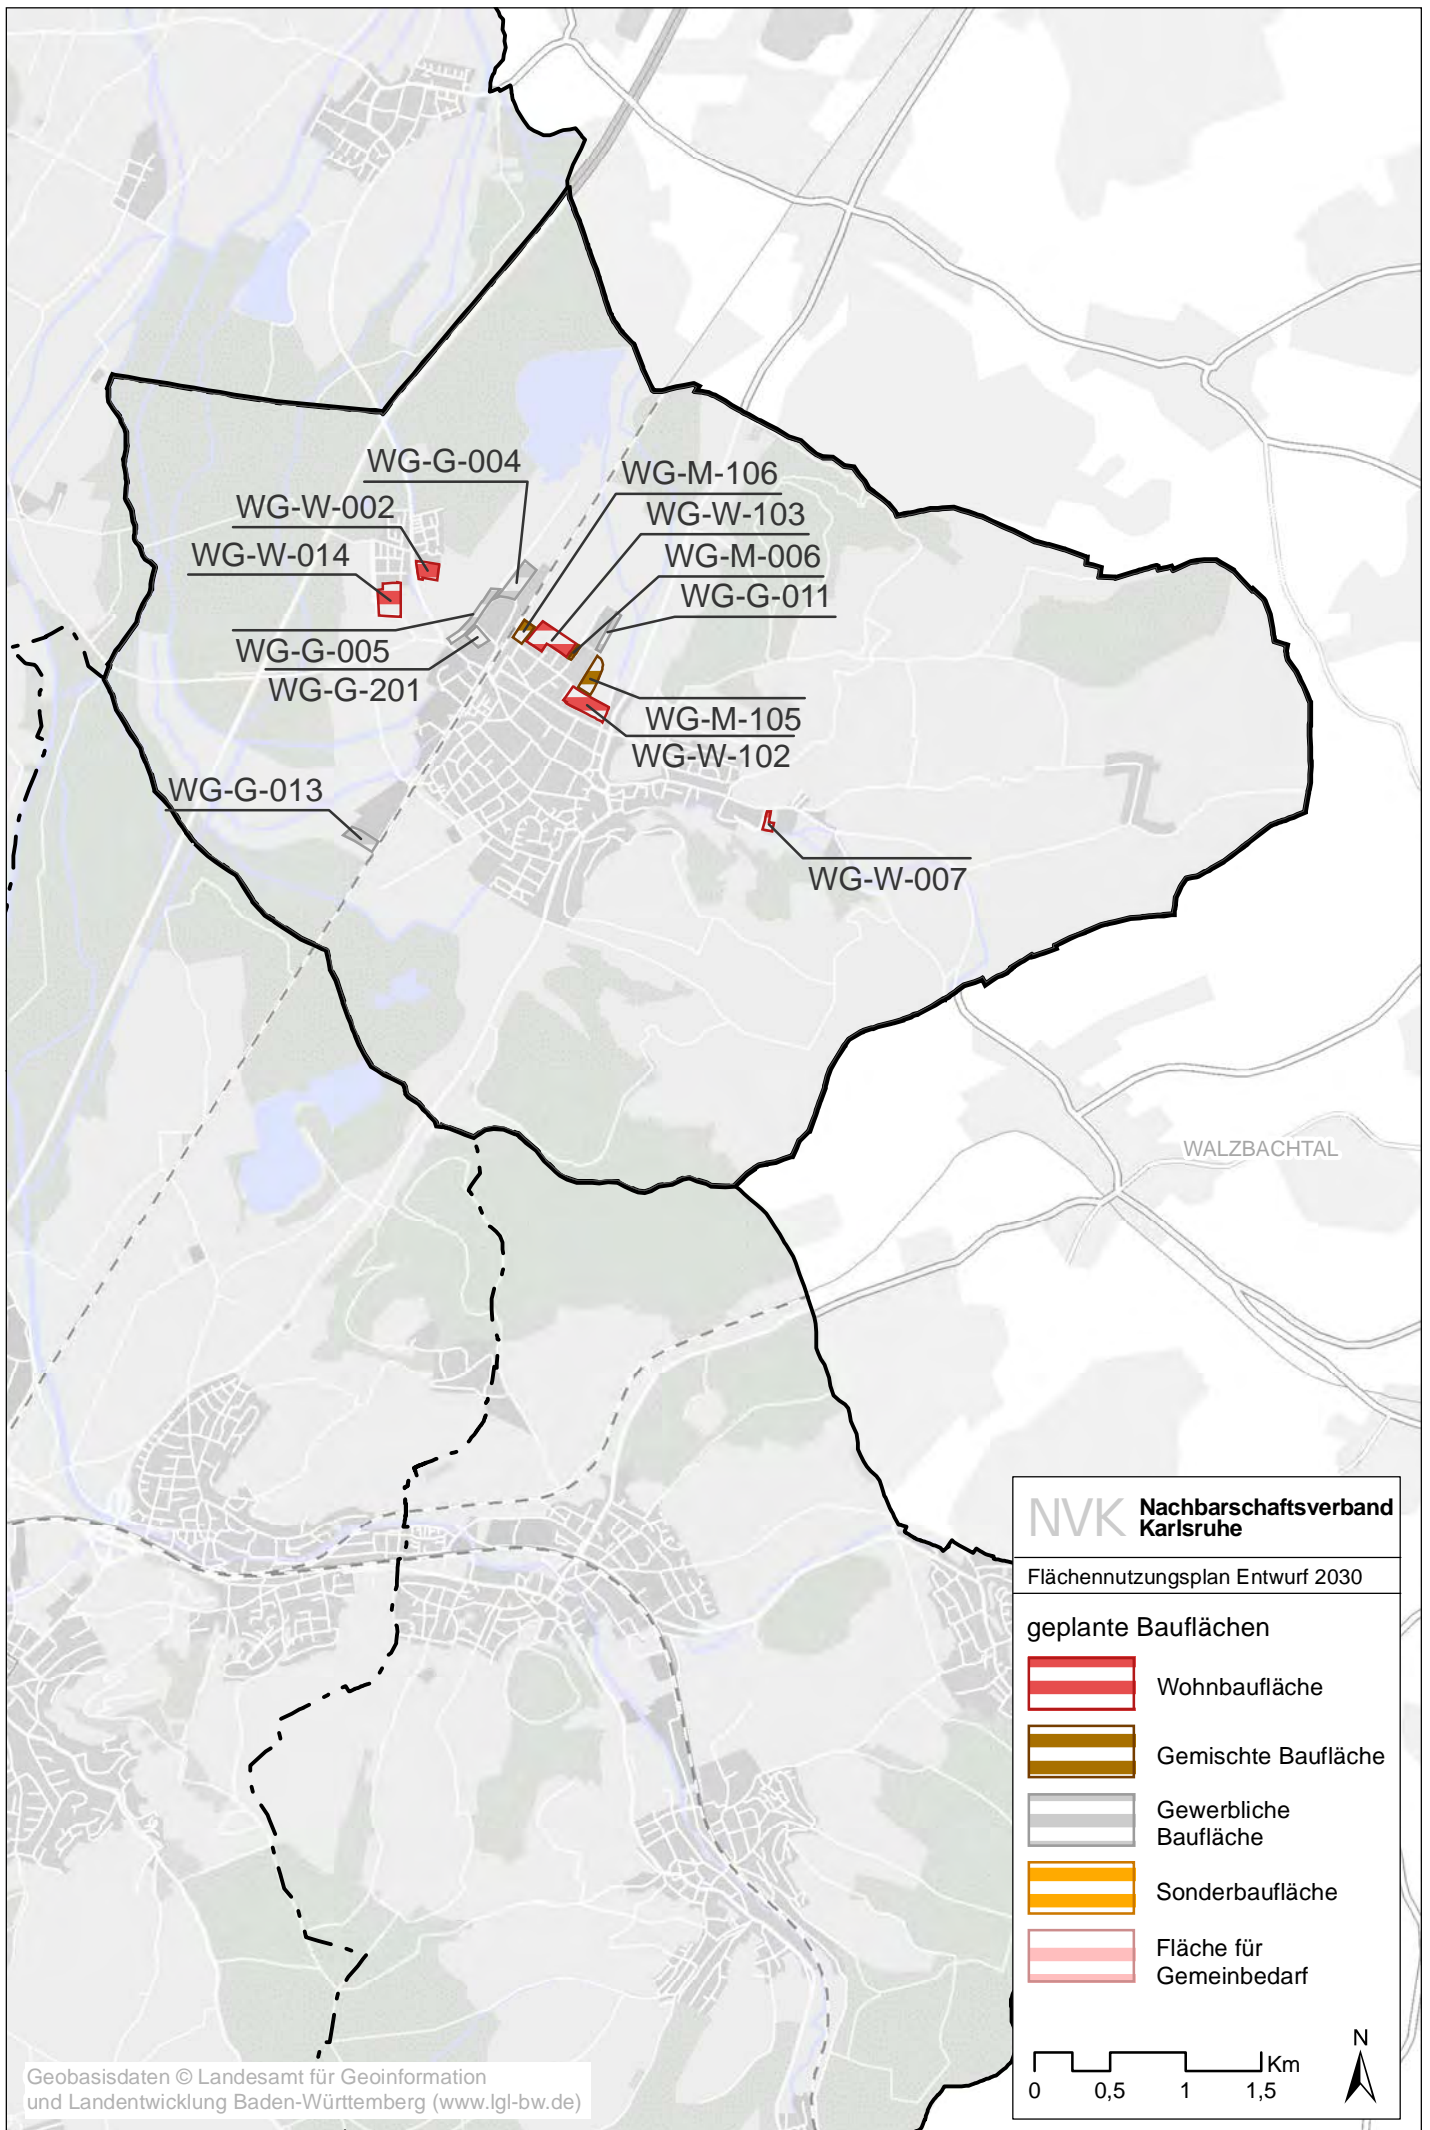 WG-G-004
WG-M-106
WG-W-002
WG-W-103
WG-W-014
WG-M-006
WG-G-011
WG-G-005
WG-G-201
WG-M-105
WG-W-102
WG-G-013
WG-W-007
WALZBACHTAL
NVK Nachbarschaftsverband
Karlsruhe
Flächennutzungsplan Entwurf 2030
geplante Bauflächen
Wohnbaufläche
Gemischte Baufläche
Gewerbliche
Baufläche
Sonderbaufläche
Fläche für
Gemeinbedarf
N
Km
0 0,5 1 1,5
Geobasisdaten © Landesamt für Geoinformation
und Landentwicklung Baden-Württemberg (www.lgl-bw.de)